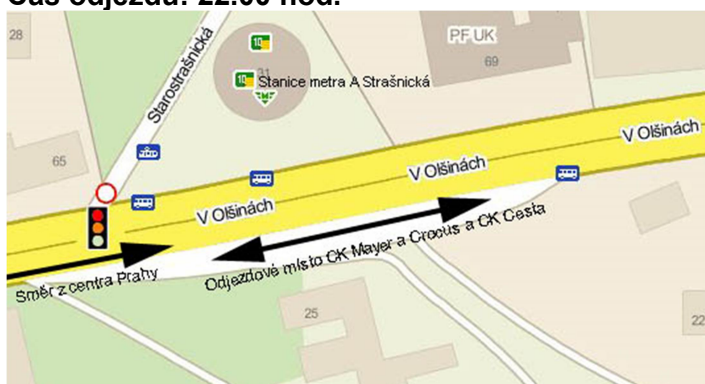 Čas odjezdu: 22.00 hod.
28
Starostrašnická
10
PF UK
69
10
31
Stanice metra A Strašnická
65
V Olšinách
V Olšinách
V Olšinách
Směr z centra Prahy
Odjezdové místo CK Mayer a Crocus a CK Cesta
25
22